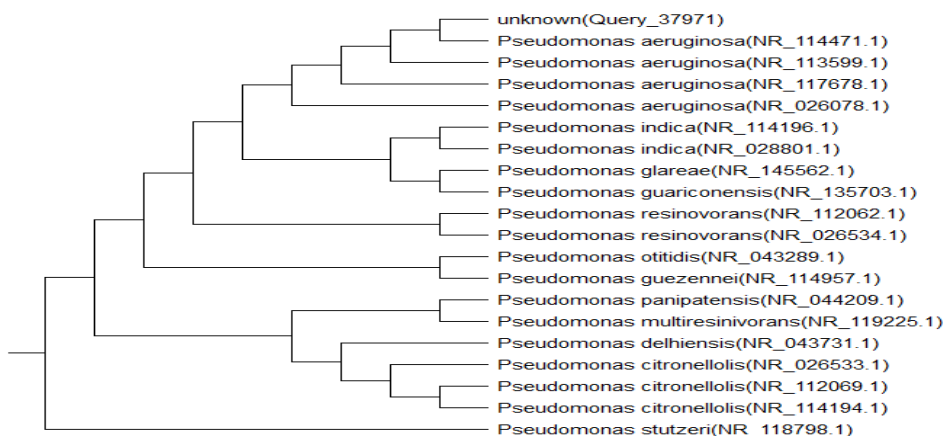 unknown(Query_37971)
Pseudomonas aeruginosa(NR_114471.1)
Pseudomonas aeruginosa(NR_113599.1)
Pseudomonas aeruginosa(NR_117678.1)
Pseudomonas aeruginosa(NR_026078.1)
Pseudomonas indica(NR_114196.1)
Pseudomonas indica(NR_028801.1)
Pseudomonas glareae(NR_145562.1)
Pseudomonas guariconensis(NR_135703.1)
Pseudomonas resinovorans(NR_112062.1)
Pseudomonas resinovorans(NR_026534.1)
Pseudomonas otitidis(NR_043289.1)
Pseudomonas guezennei(NR_114957.1)
Pseudomonas panipatensis(NR_044209.1)
Pseudomonas multiresinivorans(NR_119225.1)
Pseudomonas delhiensis(NR_043731.1)
Pseudomonas citronellolis(NR_026533.1)
Pseudomonas citronellolis(NR_112069.1)
Pseudomonas citronellolis(NR_114194.1)
Pseudomonas stutzeri(NR_118798.1)